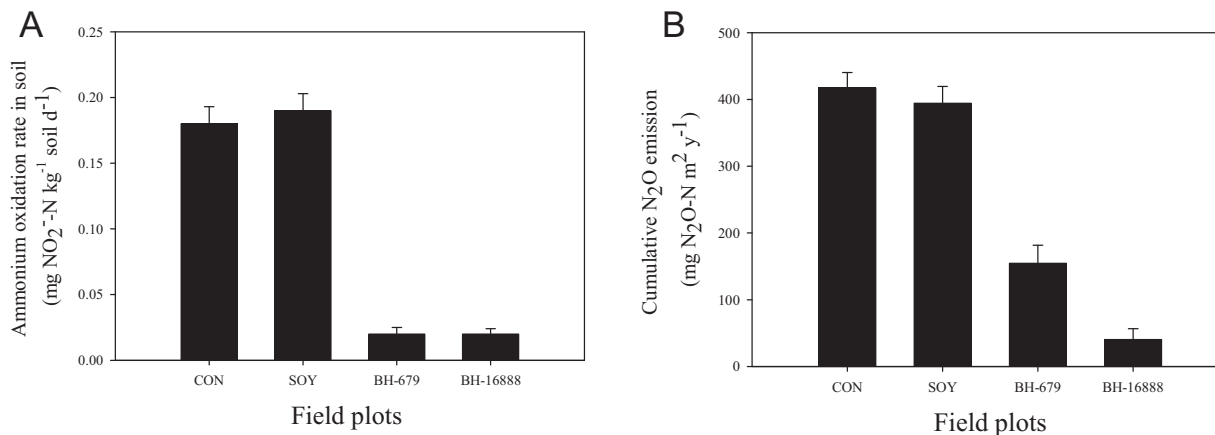 A
Ammonium oxidation rate in soil
(mg NO₂⁻-N kg⁻¹ soil d⁻¹)
0.25
0.20
0.15
0.10
0.05
0.00
CON SOY BH-679 BH-16888
Field plots
B
Cumulative N₂O emission
(mg N₂O-N m² y⁻¹)
500
400
300
200
100
0
CON SOY BH-679 BH-16888
Field plots